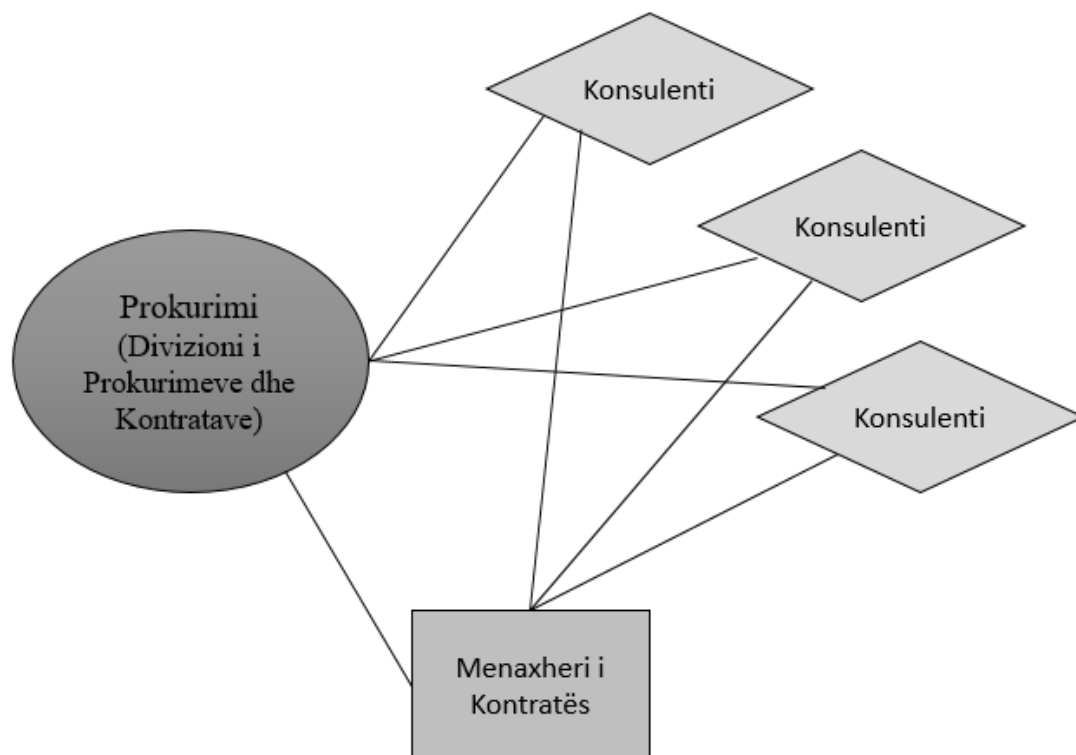 Konsulenti
Konsulenti
Prokurimi
(Divizioni i
Prokurimeve dhe
Kontratave)
Konsulenti
Menaxheri i
Kontratës